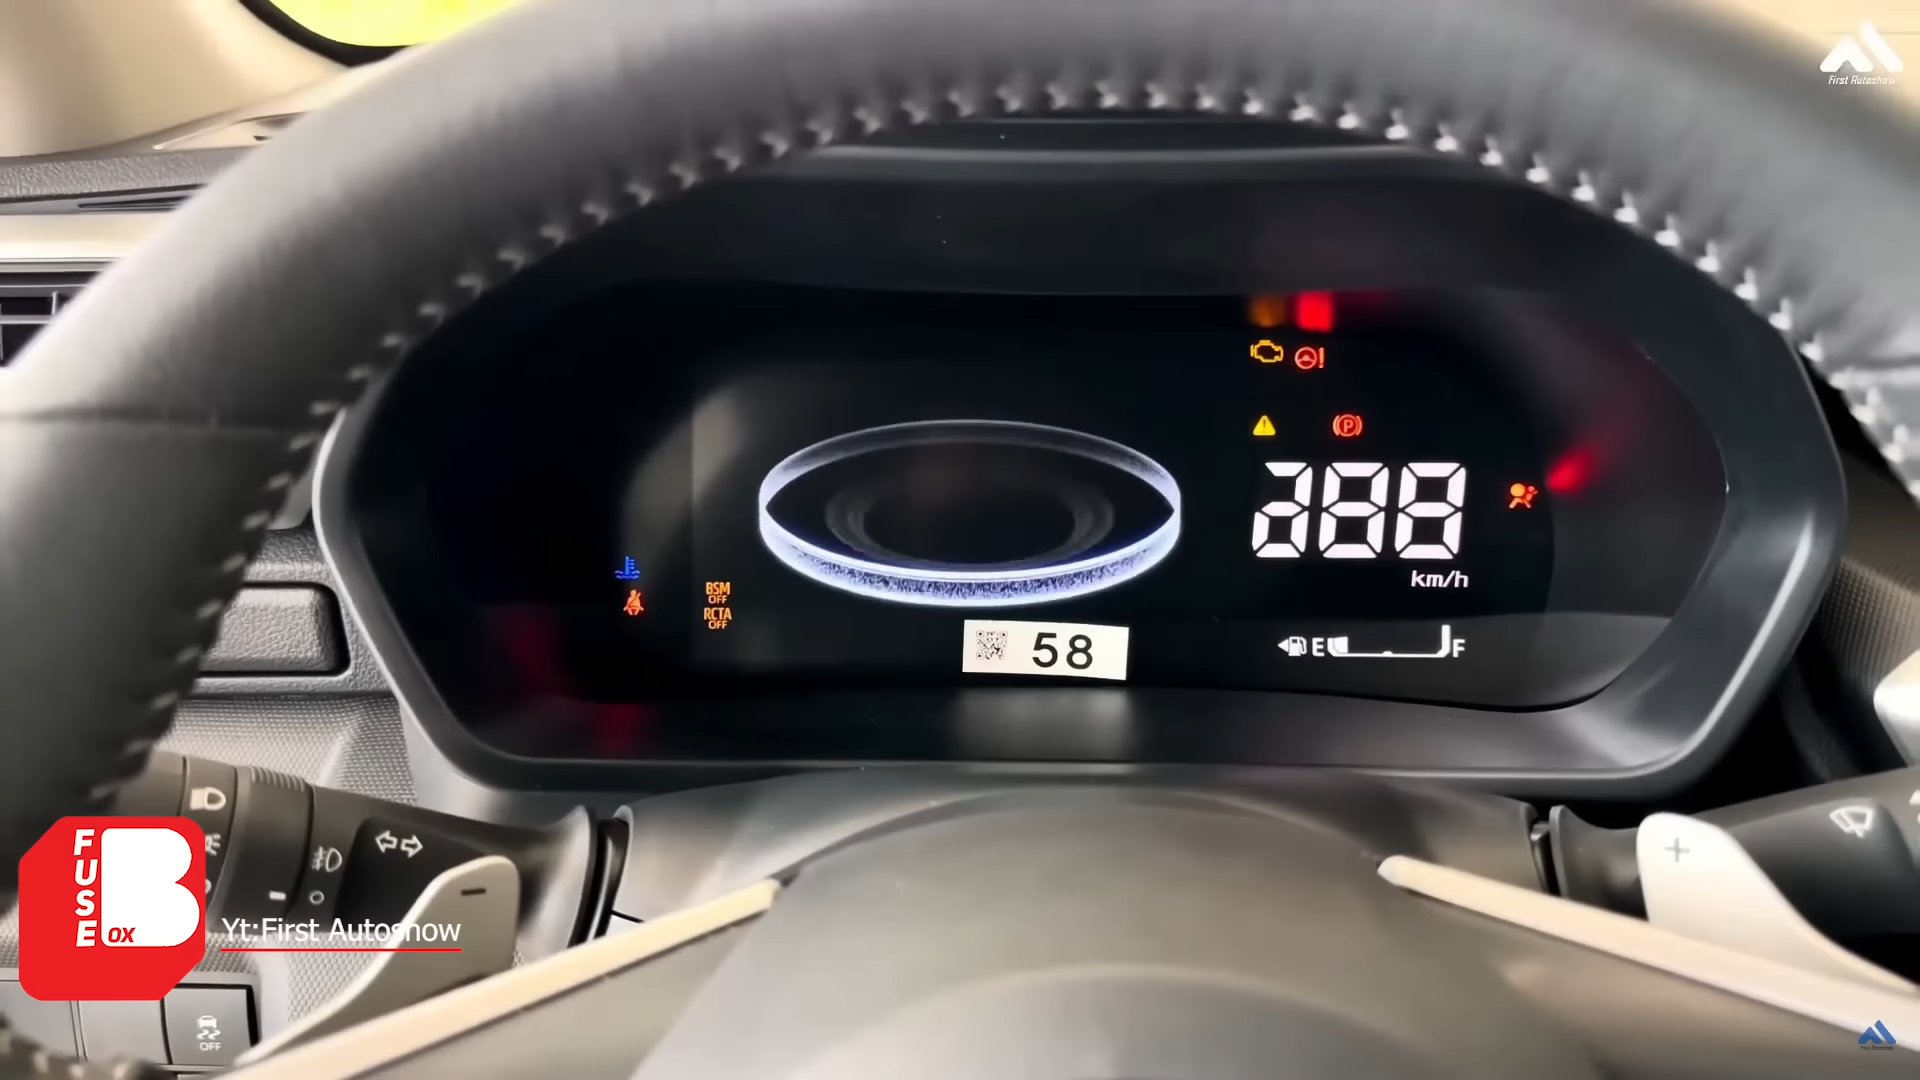 First Autoshow
P
288
km/h
BSM
OFF
RCTA
OFF
58
E
F
+
-
FUSE
B
OX
Yt:First Autoshow
OFF